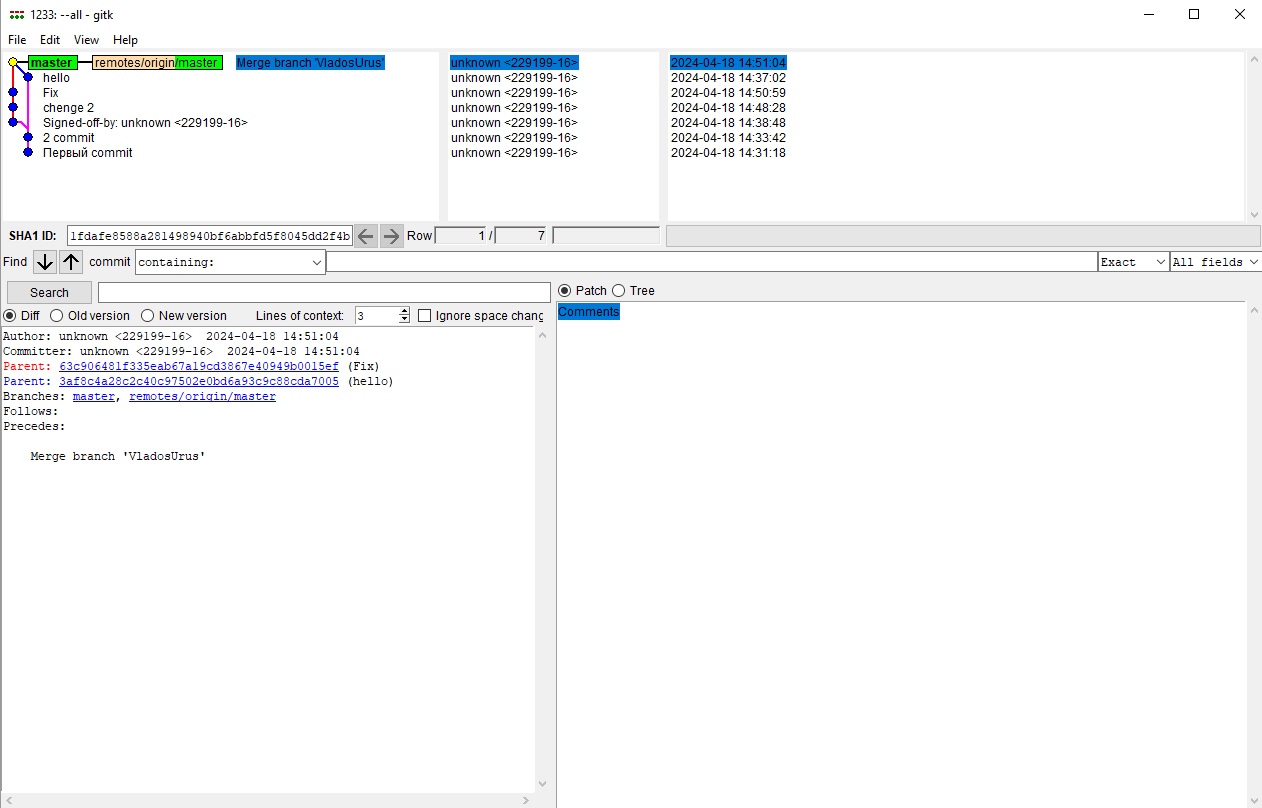 1233: --all - gitk
File Edit View Help
master remotes/origin/master Merge branch 'VladosUrus' unknown <229199-16> 2024-04-18 14:51:04
hello unknown <229199-16> 2024-04-18 14:37:02
Fix unknown <229199-16> 2024-04-18 14:50:59
chenge 2 unknown <229199-16> 2024-04-18 14:48:28
Signed-off-by: unknown <229199-16> unknown <229199-16> 2024-04-18 14:38:48
2 commit unknown <229199-16> 2024-04-18 14:33:42
Первый commit unknown <229199-16> 2024-04-18 14:31:18
SHA1 ID: 1fdafe8588a281498940bf6abbfd5f8045dd2f4b Row 1 / 7
Find commit containing: Exact All fields
Search
Patch Tree
Diff Old version New version Lines of context: 3 Ignore space chang
Comments
Author: unknown <229199-16> 2024-04-18 14:51:04
Committer: unknown <229199-16> 2024-04-18 14:51:04
Parent: 63c906481f335eab67a19cd3867e40949b0015ef (Fix)
Parent: 3af8c4a28c2c40c97502e0bd6a93c9c88cda7005 (hello)
Branches: master, remotes/origin/master
Follows:
Precedes:
Merge branch 'VladosUrus'